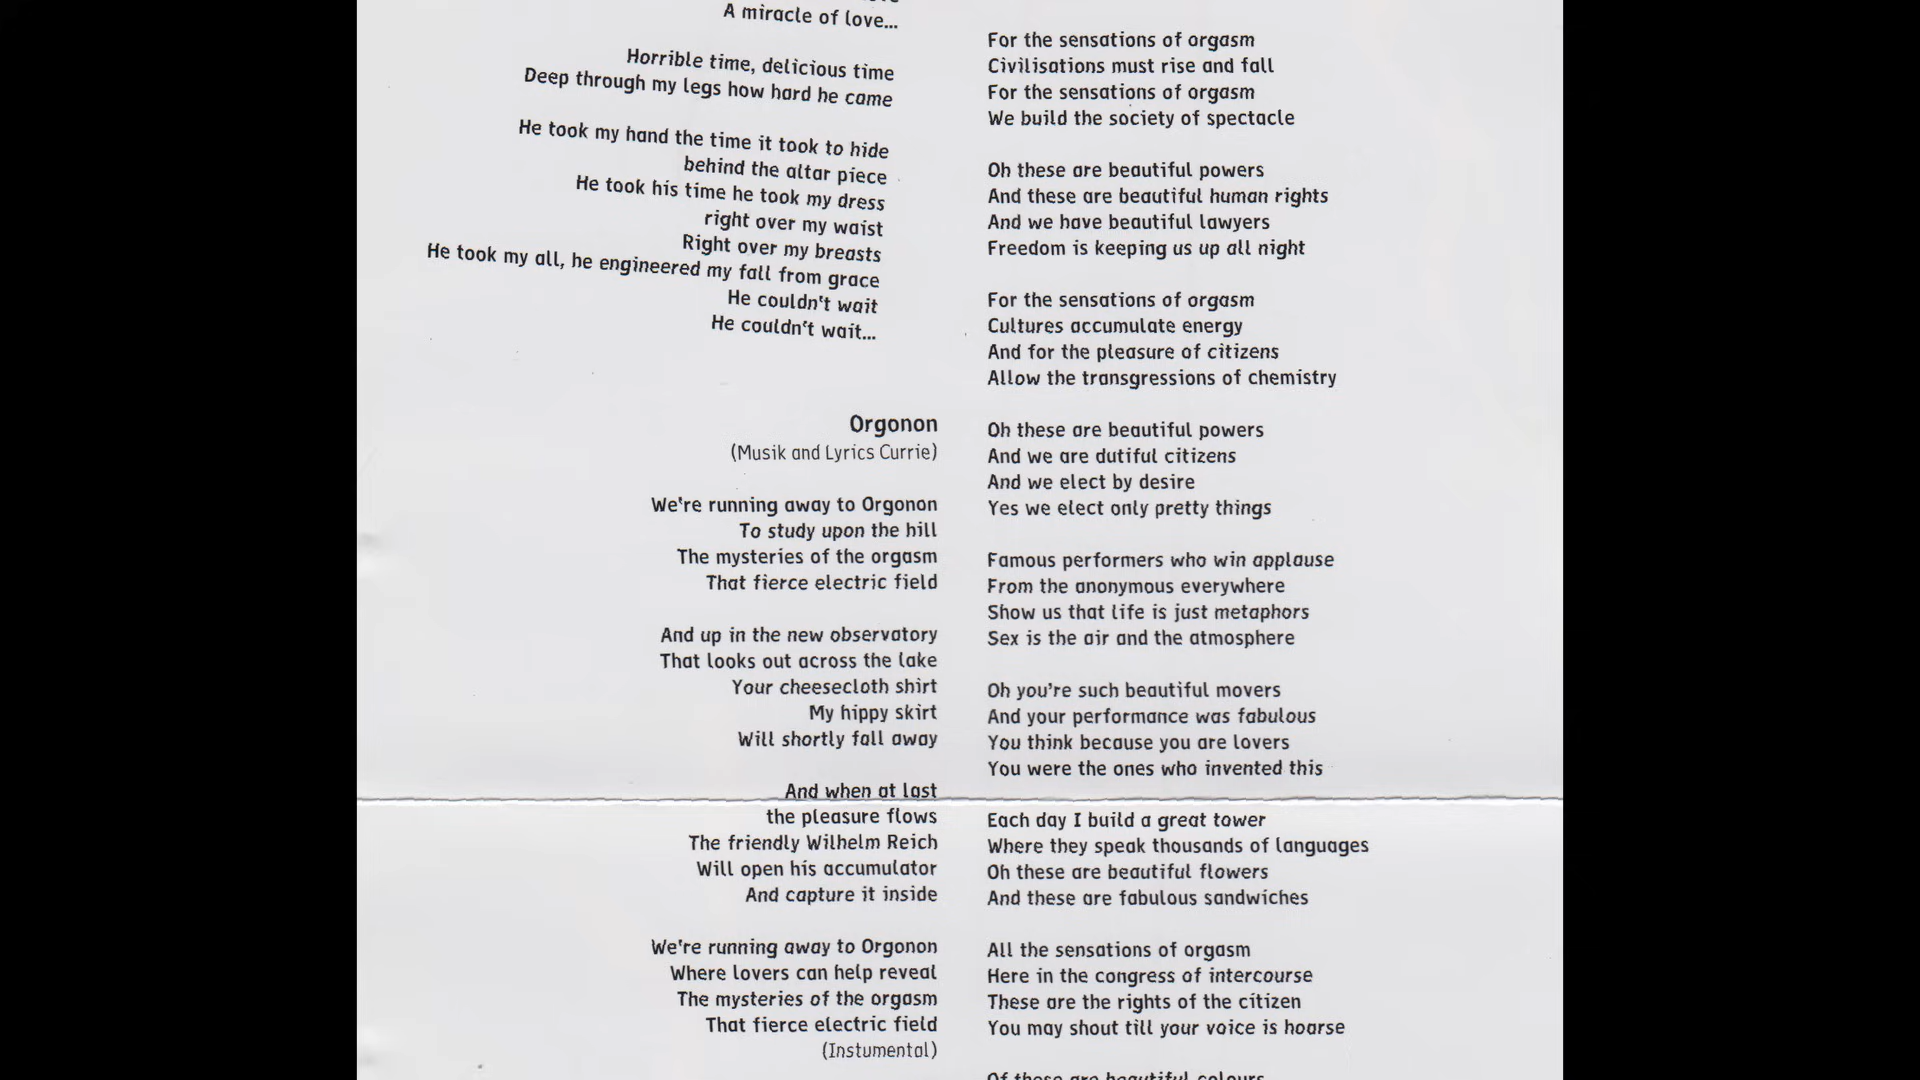 A miracle of love...
Horrible time, delicious time
Deep through my legs how hard he came
He took my hand the time it took to hide
behind the altar piece
He took his time he took my dress
right over my waist
Right over my breasts
He took my all, he engineered my fall from grace
He couldn't wait
He couldn't wait...
Orgonon
(Musik and Lyrics Currie)
We're running away to Orgonon
To study upon the hill
The mysteries of the orgasm
That fierce electric field
And up in the new observatory
That looks out across the lake
Your cheesecloth shirt
My hippy skirt
Will shortly fall away
And when at last
the pleasure flows
The friendly Wilhelm Reich
Will open his accumulator
And capture it inside
We're running away to Orgonon
Where lovers can help reveal
The mysteries of the orgasm
That fierce electric field
(Instumental)
For the sensations of orgasm
Civilisations must rise and fall
For the sensations of orgasm
We build the society of spectacle
Oh these are beautiful powers
And these are beautiful human rights
And we have beautiful lawyers
Freedom is keeping us up all night
For the sensations of orgasm
Cultures accumulate energy
And for the pleasure of citizens
Allow the transgressions of chemistry
Oh these are beautiful powers
And we are dutiful citizens
And we elect by desire
Yes we elect only pretty things
Famous performers who win applause
From the anonymous everywhere
Show us that life is just metaphors
Sex is the air and the atmosphere
Oh you're such beautiful movers
And your performance was fabulous
You think because you are lovers
You were the ones who invented this
Each day I build a great tower
Where they speak thousands of languages
Oh these are beautiful flowers
And these are fabulous sandwiches
All the sensations of orgasm
Here in the congress of intercourse
These are the rights of the citizen
You may shout till your voice is hoarse
Of these are beautiful colours